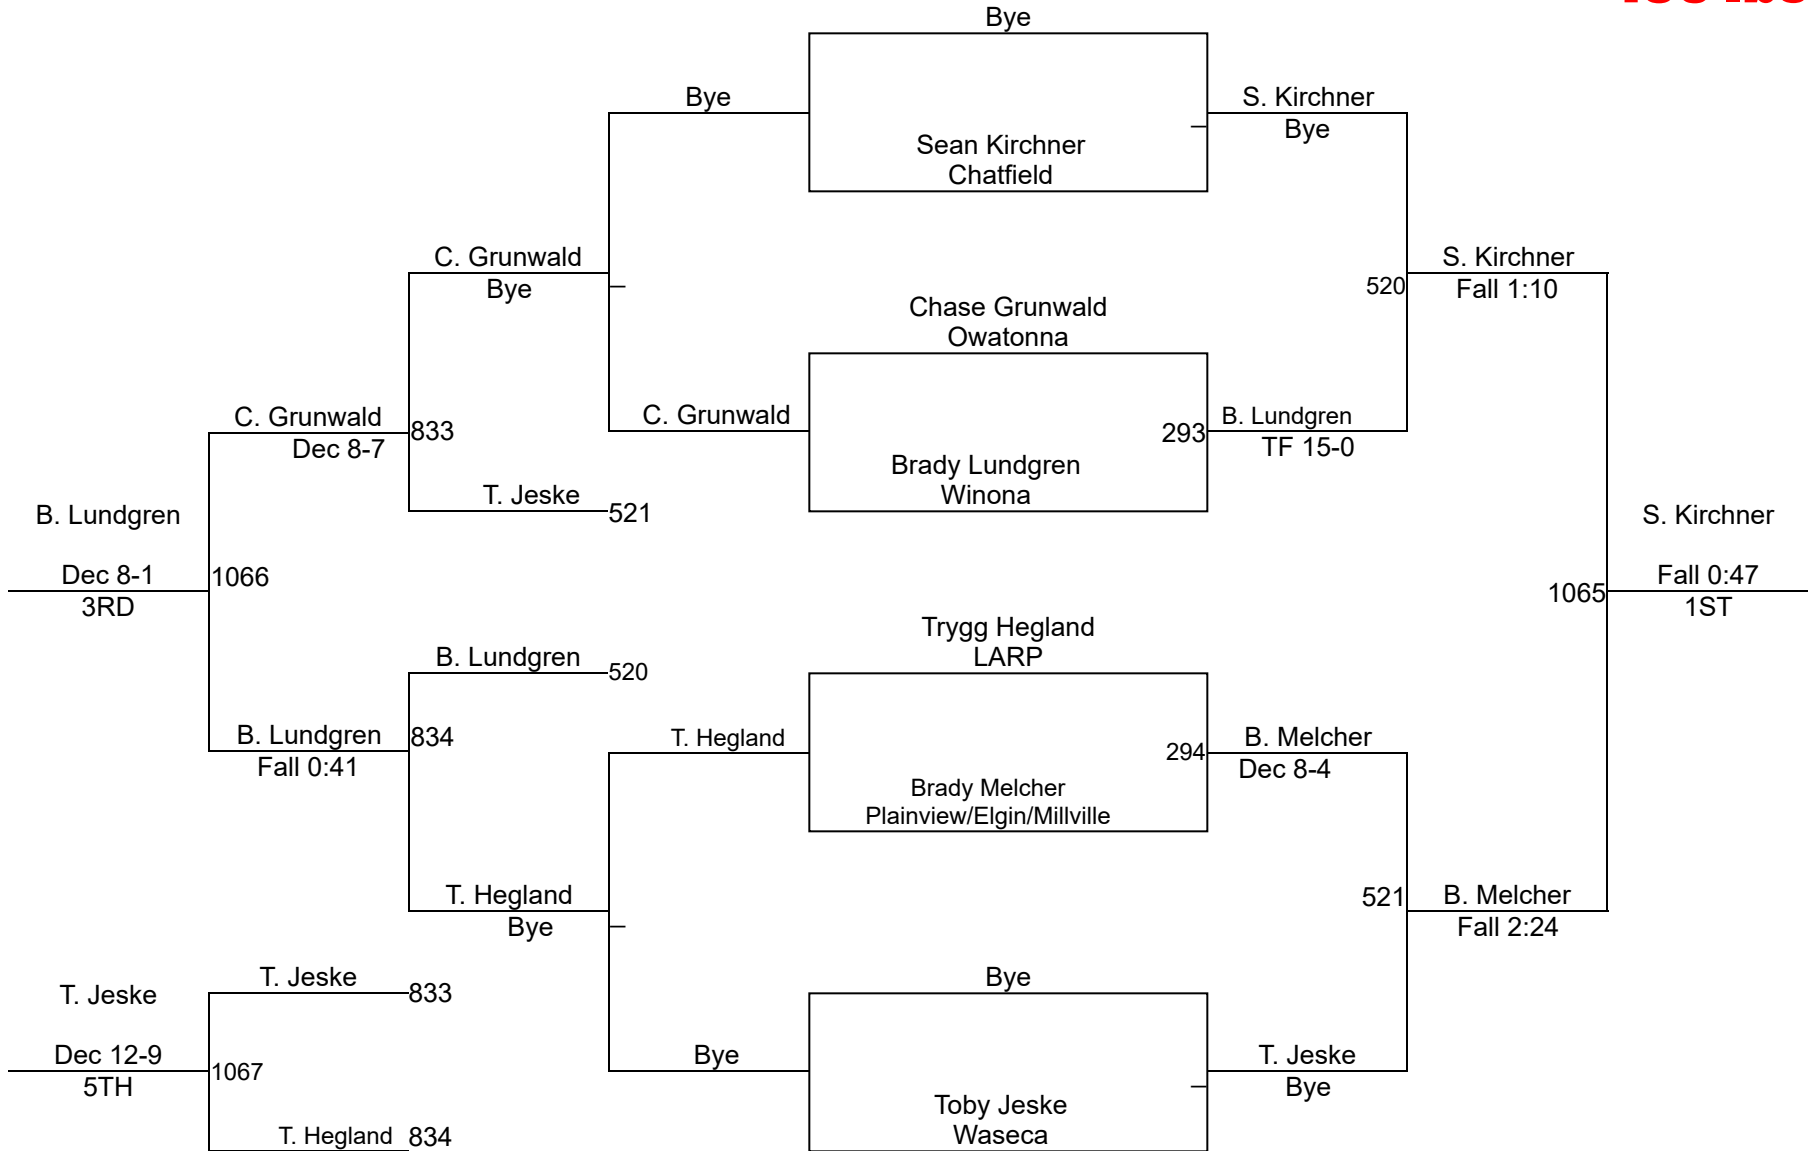 Bye
Bye
S. Kirchner
Bye
Sean Kirchner
Chatfield
C. Grunwald
Bye
S. Kirchner
520
Fall 1:10
Chase Grunwald
Owatonna
C. Grunwald
833
Dec 8-7
C. Grunwald
293
B. Lundgren
TF 15-0
Brady Lundgren
Winona
T. Jeske
521
B. Lundgren
S. Kirchner
Dec 8-1
1066
3RD
1065
Fall 0:47
1ST
Trygg Hegland
LARP
B. Lundgren
520
B. Lundgren
834
Fall 0:41
T. Hegland
294
B. Melcher
Dec 8-4
Brady Melcher
Plainview/Elgin/Millville
T. Hegland
Bye
521
B. Melcher
Fall 2:24
T. Jeske
T. Jeske
833
Bye
Dec 12-9
1067
5TH
Bye
T. Jeske
Bye
Toby Jeske
Waseca
T. Hegland
834